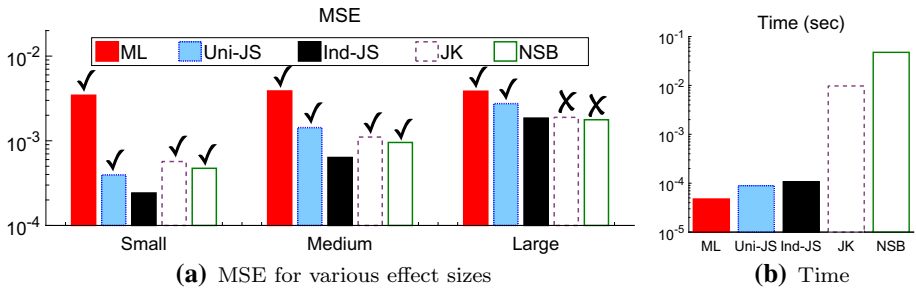 MSE
10^-2
10^-3
10^-4
ML Uni-JS Ind-JS JK NSB
✓ ✓ ✓ ✓
✓ ✓ ✓ ✓
✓ ✓ ✗ ✗
Small Medium Large
(a) MSE for various effect sizes
Time (sec)
10^-1
10^-2
10^-3
10^-4
10^-5
ML Uni-JS Ind-JS JK NSB
(b) Time